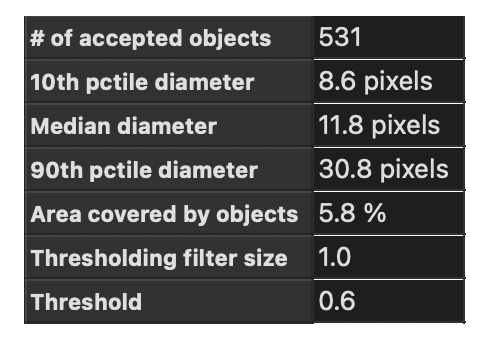 # of accepted objects 531
10th pctile diameter 8.6 pixels
Median diameter 11.8 pixels
90th pctile diameter 30.8 pixels
Area covered by objects 5.8 %
Thresholding filter size 1.0
Threshold 0.6